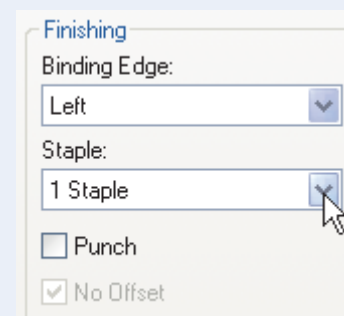 Finishing
Binding Edge:
Left
Staple:
1 Staple
Punch
No Offset